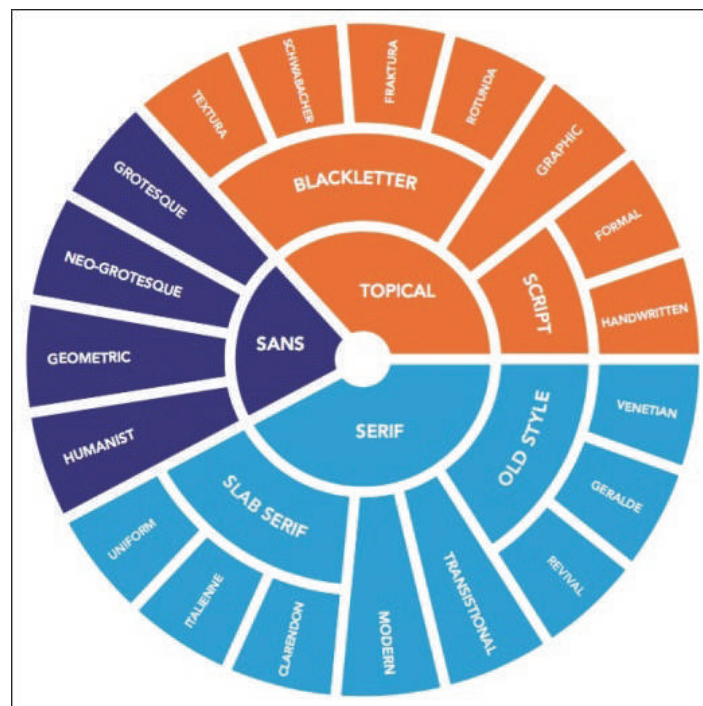 TEXTURA
SCHWABACHER
FRAKTURA
ROTUNDA
GRAPHIC
FORMAL
HANDWRITTEN
BLACKLETTER
SCRIPT
TOPICAL
GROTESQUE
NEO-GROTESQUE
GEOMETRIC
HUMANIST
SANS
SERIF
OLD STYLE
VENETIAN
GERALDE
REVIVAL
TRANSISTIONAL
MODERN
SLAB SERIF
CLARENDON
ITALIENNE
UNIFORM